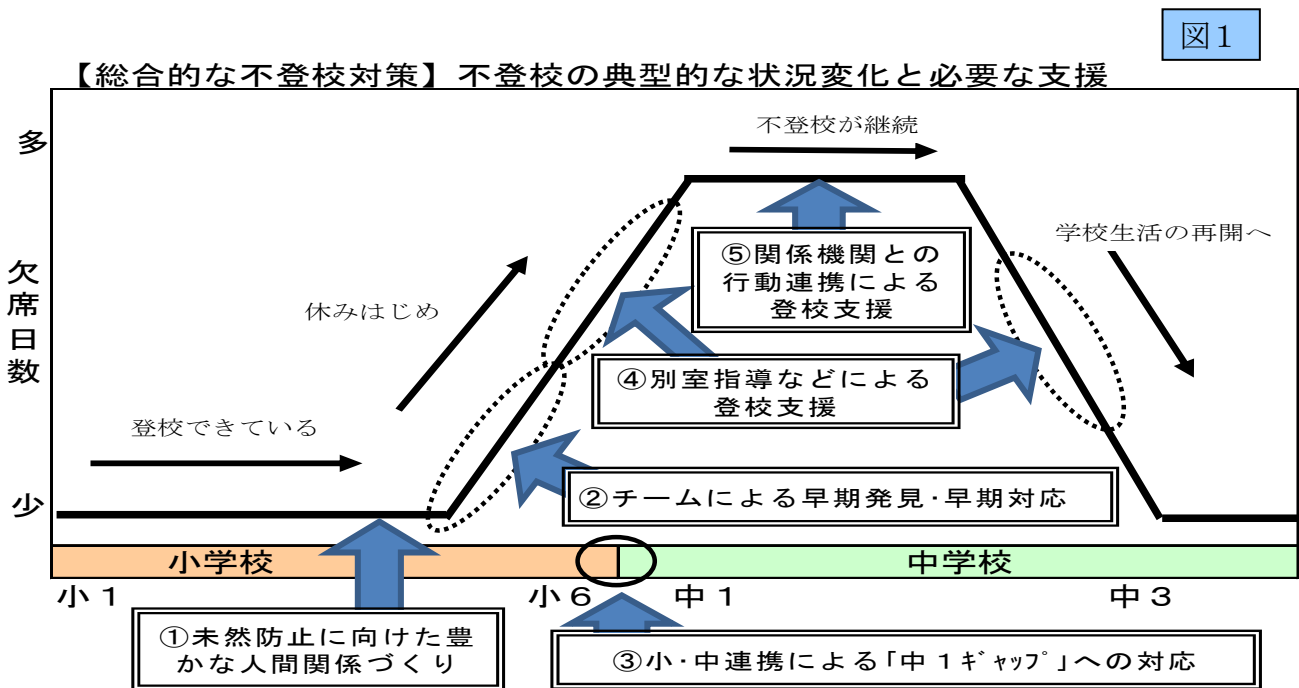 図1
【総合的な不登校対策】不登校の典型的な状況変化と必要な支援
多
欠席日数
少
不登校が継続
学校生活の再開へ
休みはじめ
登校できている
⑤関係機関との
行動連携による
登校支援
④別室指導などによる
登校支援
②チームによる早期発見・早期対応
小学校
中学校
小1
小6
中1
中3
①未然防止に向けた豊
かな人間関係づくり
③小・中連携による「中1ｷﾞｬｯﾌﾟ」への対応